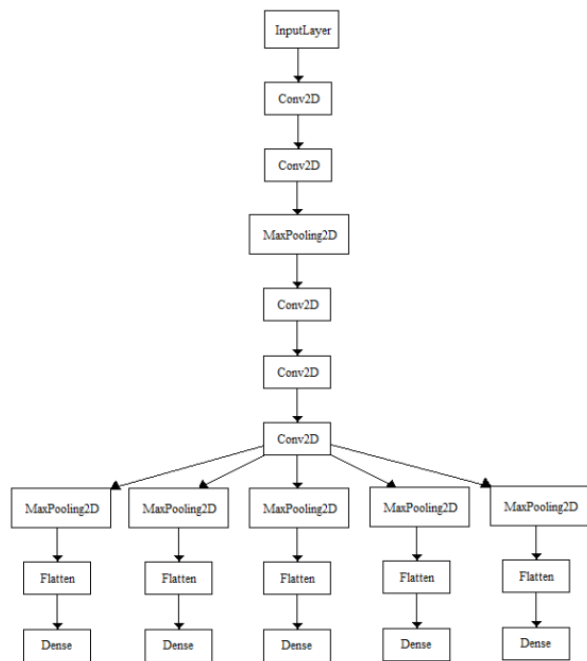 InputLayer
Conv2D
Conv2D
MaxPooling2D
Conv2D
Conv2D
Conv2D
MaxPooling2D MaxPooling2D MaxPooling2D MaxPooling2D MaxPooling2D
Flatten Flatten Flatten Flatten Flatten
Dense Dense Dense Dense Dense